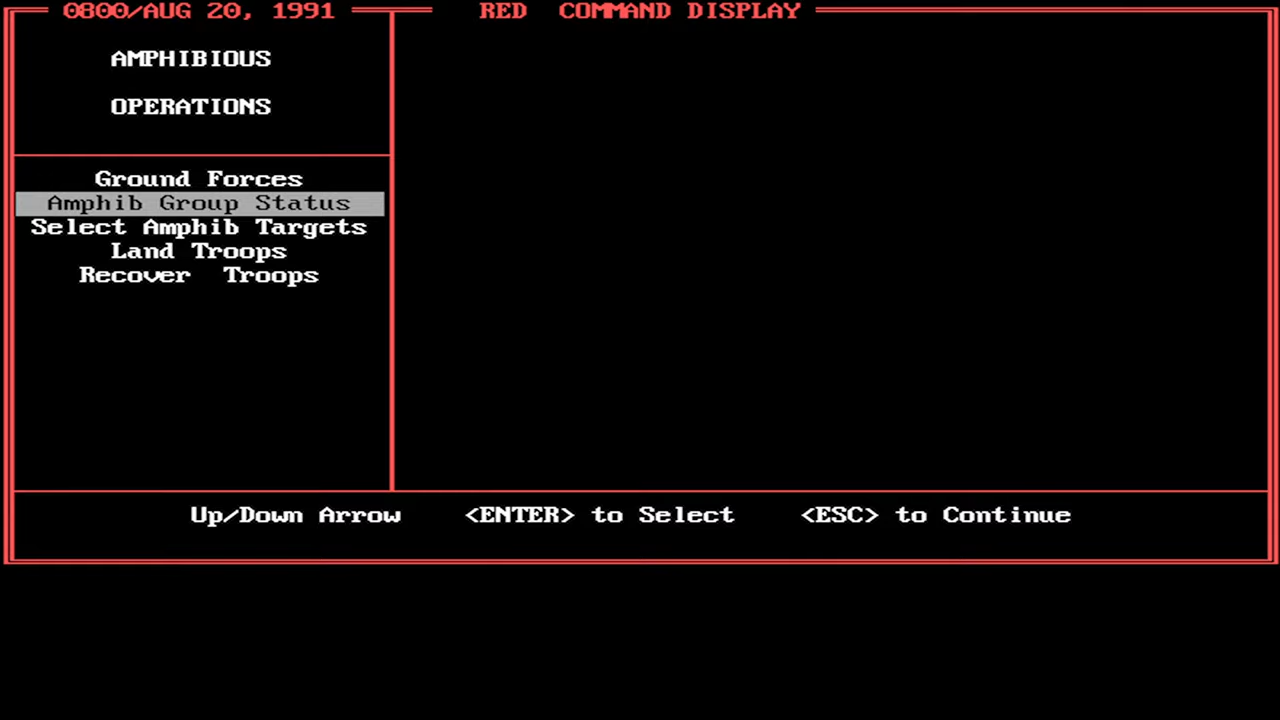 0800/AUG 20, 1991
RED  COMMAND DISPLAY
AMPHIBIOUS
OPERATIONS
Ground Forces
Amphib Group Status
Select Amphib Targets
Land Troops
Recover  Troops
Up/Down Arrow    <ENTER> to Select    <ESC> to Continue